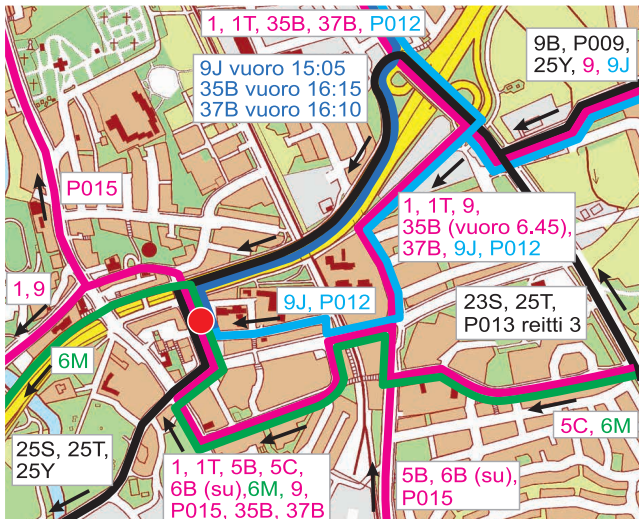 1, 1T, 35B, 37B, P012
9J vuoro 15:05
35B vuoro 16:15
37B vuoro 16:10
9B, P009,
25Y, 9, 9J
P015
1, 1T, 9,
35B (vuoro 6.45),
37B, 9J, P012
1,9
9J, P012
23S, 25T,
P013 reitti 3
6M
5C, 6M
25S, 25T,
25Y
1, 1T, 5B, 5C,
6B (su),6M, 9,
P015, 35B, 37B
5B, 6B (su),
P015